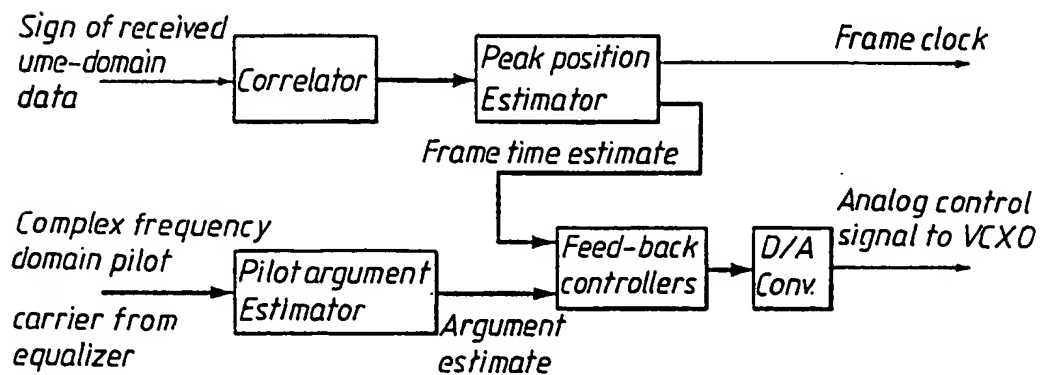 Sign of received
ume-domain
data
Correlator
Peak position
Estimator
Frame clock
Frame time estimate
Complex frequency
domain pilot
carrier from
equalizer
Pilot argument
Estimator
Argument
estimate
Feed-back
controllers
D/A
Conv.
Analog control
signal to VCXO